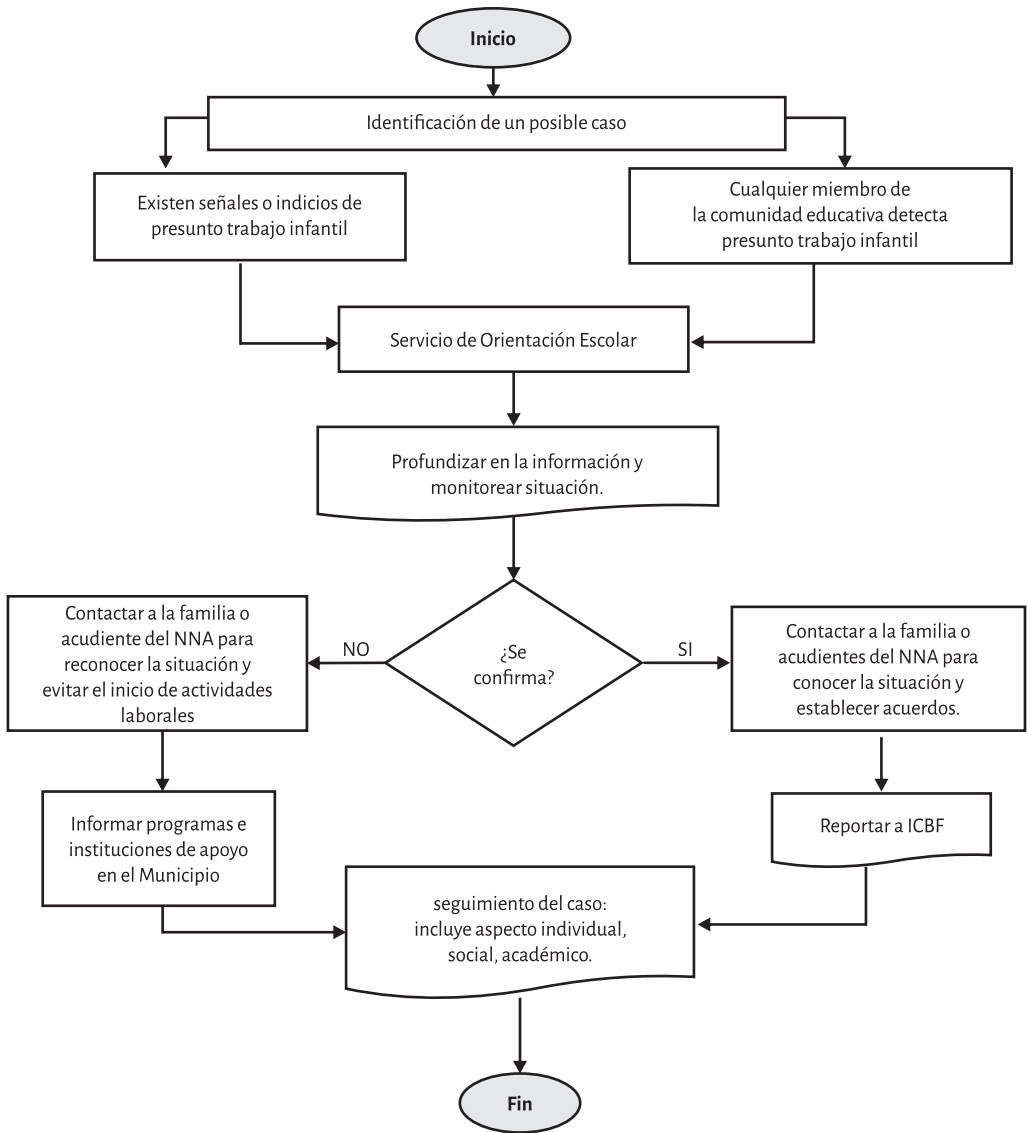 Inicio
Identificación de un posible caso
Existen señales o indicios de
presunto trabajo infantil
Cualquier miembro de
la comunidad educativa detecta
presunto trabajo infantil
Servicio de Orientación Escolar
Profundizar en la información y
monitorear situación.
¿Se
confirma?
NO
SI
Contactar a la familia o
acudiente del NNA para
reconocer la situación y
evitar el inicio de actividades
laborales
Contactar a la familia o
acudientes del NNA para
conocer la situación y
establecer acuerdos.
Informar programas e
instituciones de apoyo
en el Municipio
Reportar a ICBF
seguimiento del caso:
incluye aspecto individual,
social, académico.
Fin